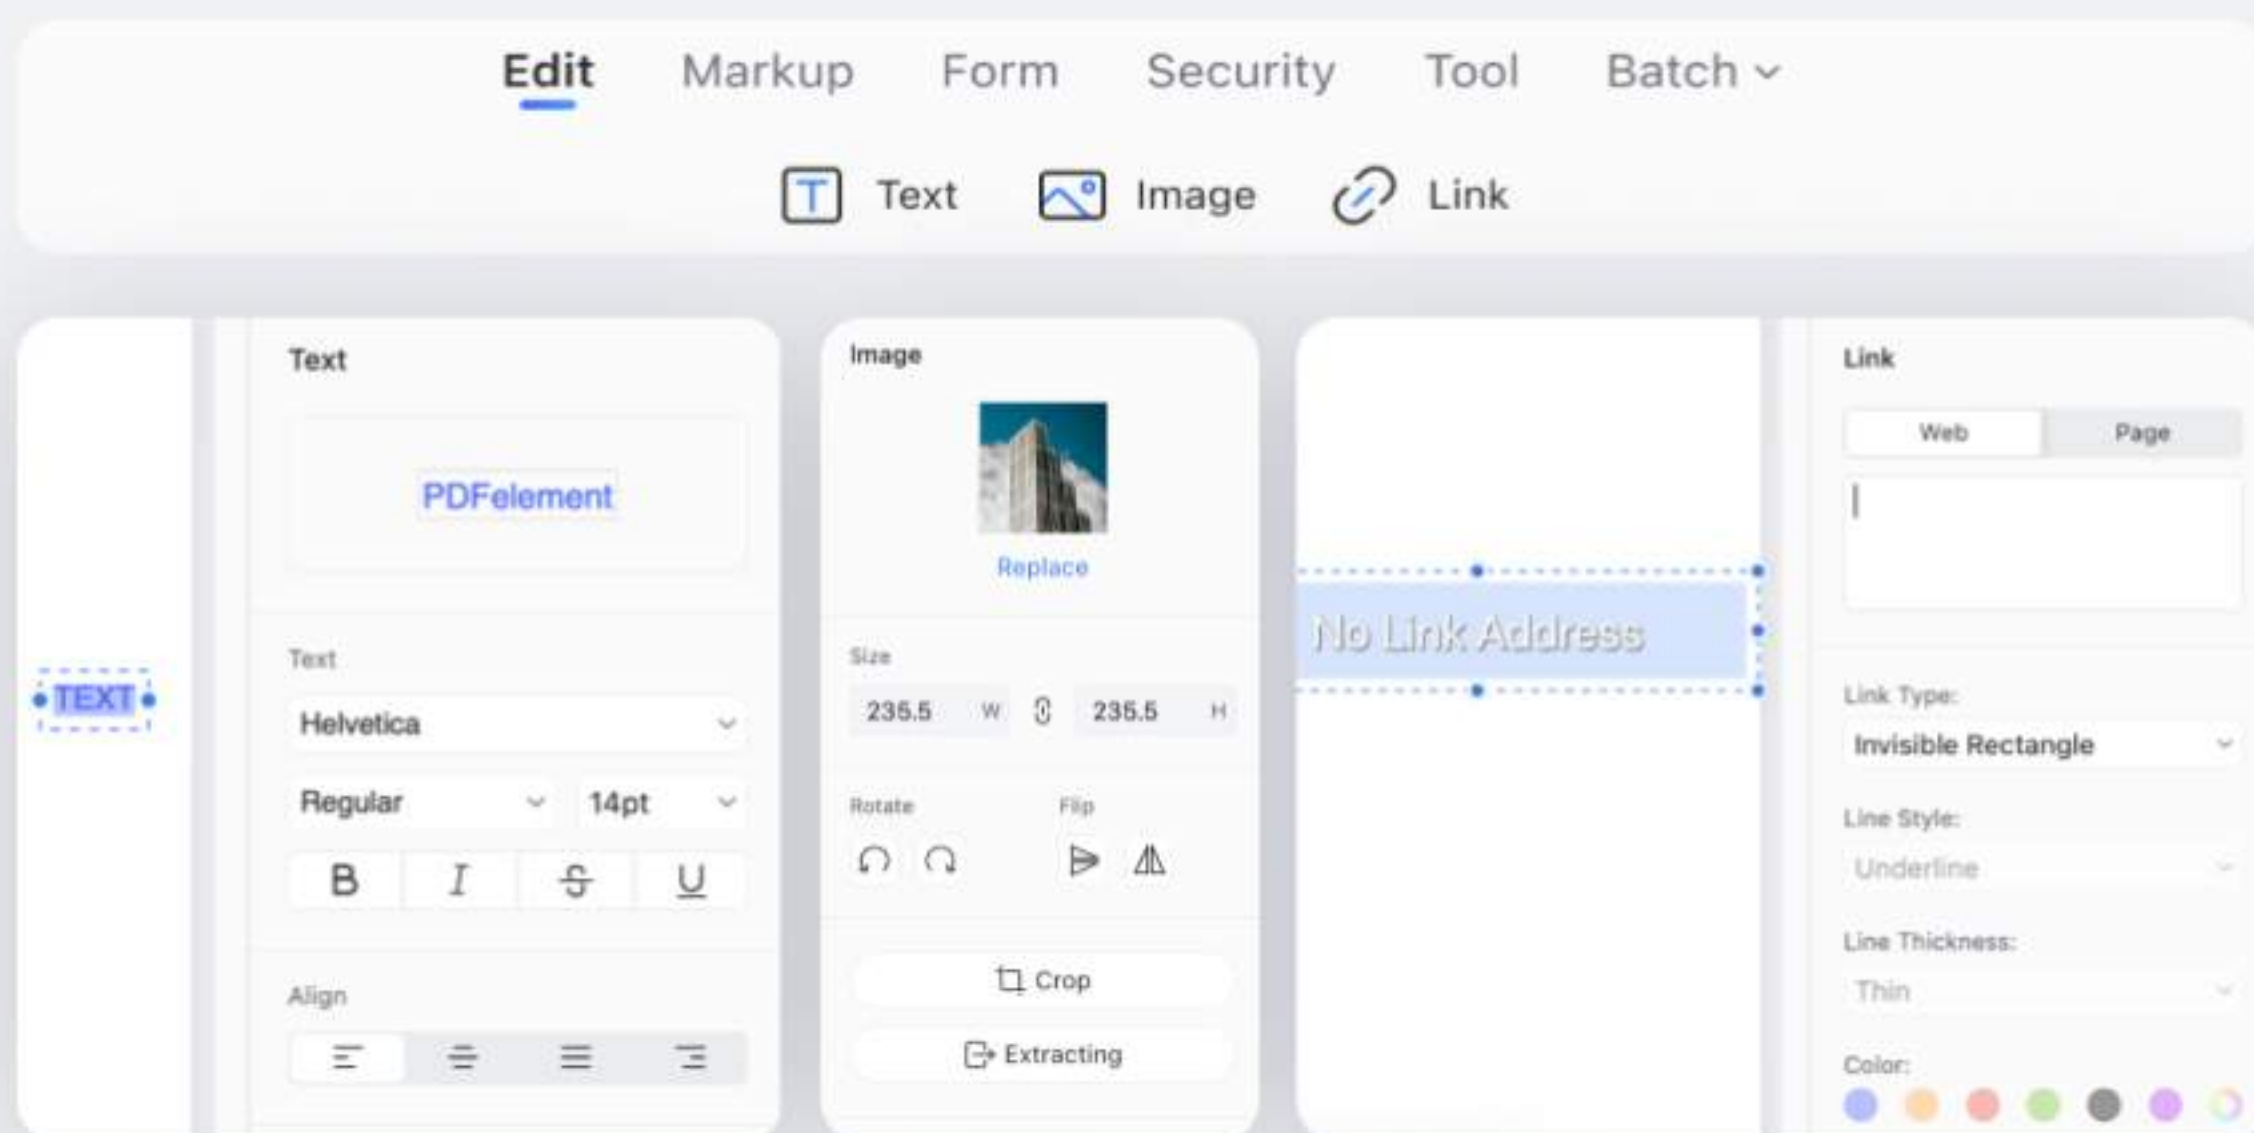 Edit Markup Form Security Tool Batch
Text Image Link
TEXT
Text
PDFelement
Text
Helvetica
Regular 14pt
B I S U
Align
Image
Replace
Size
235.5 W 235.5 H
Rotate Flip
Crop
Extracting
No Link Address
Link
Web Page
Link Type:
Invisible Rectangle
Line Style:
Underline
Line Thickness:
Thin
Color: